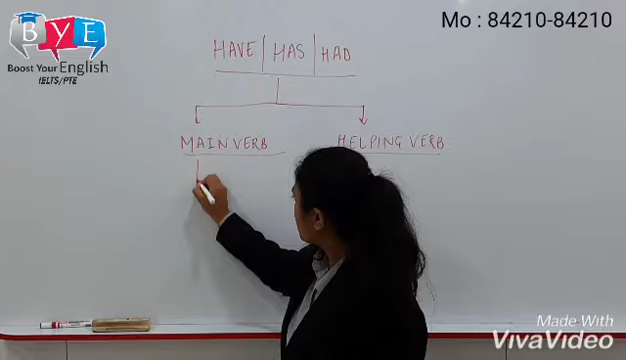 Mo : 84210-84210
BYE
Boost Your English
IELTS/PTE
HAVE | HAS | HAD
MAIN VERB
HELPING VERB
Made With
VivaVideo